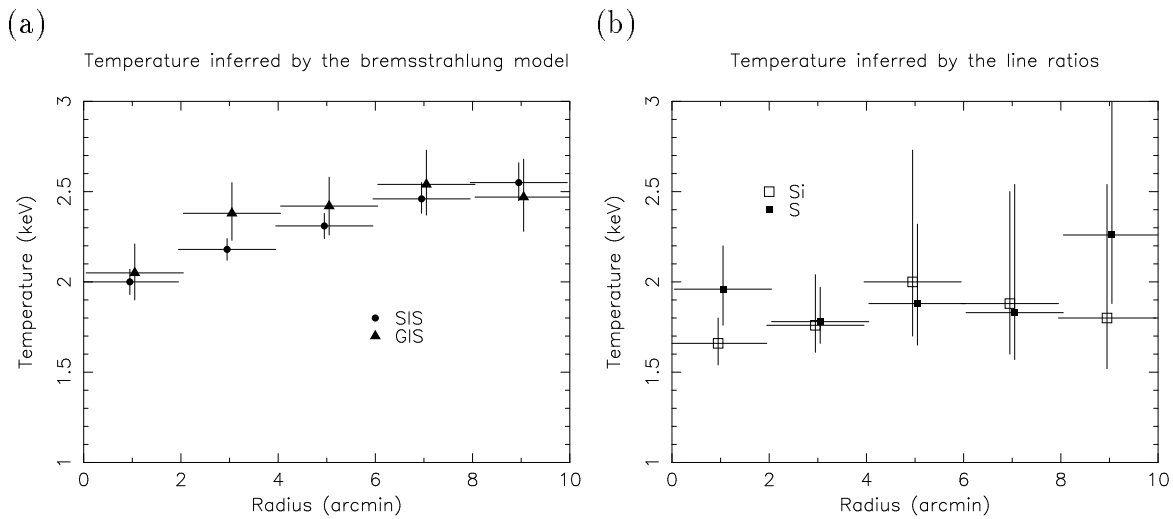 (a)
Temperature inferred by the bremsstrahlung model
3
2.5
2
1.5
1
Temperature (keV)
SIS
GIS
0 2 4 6 8 10
Radius (arcmin)
(b)
Temperature inferred by the line ratios
3
2.5
2
1.5
1
Temperature (keV)
Si
S
0 2 4 6 8 10
Radius (arcmin)